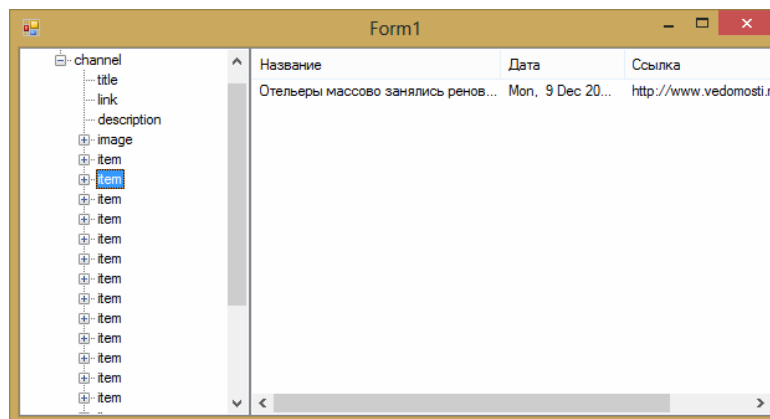 Form1
channel
title
link
description
image
item
item
item
item
item
item
item
item
item
item
item
item
item
Название Дата Ссылка
Отельеры массово занялись ренов... Mon, 9 Dec 20... http://www.vedomosti.r